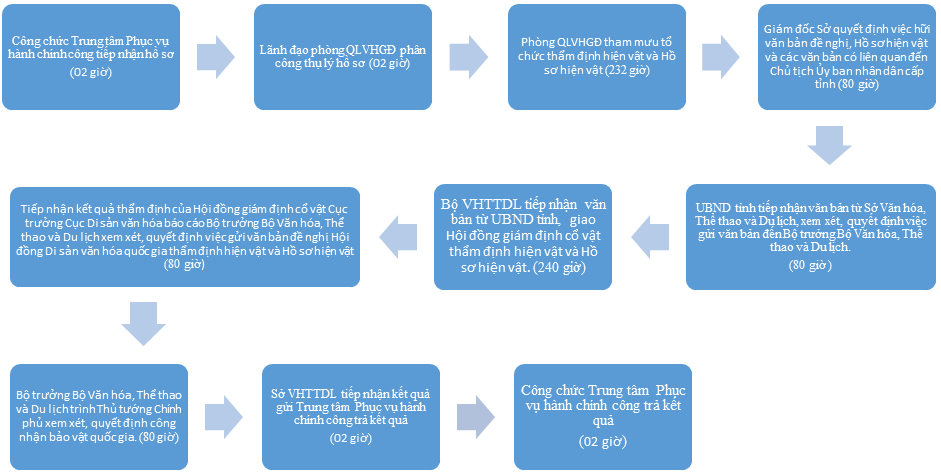 Công chức Trung tâm Phục vụ
hành chính công tiếp nhận hồ sơ
(02 giờ)
Lãnh đạo phòng QLVHGĐ phân
công thụ lý hồ sơ (02 giờ)
Phòng QLVHGĐ tham mưu tổ
chức thẩm định hiện vật và Hồ
sơ hiện vật (232 giờ)
Giám đốc Sở quyết định việc hữi
văn bản đề nghị, Hồ sơ hiện vật
và các văn bản có liên quan đến
Chủ tịch Ủy ban nhân dân cấp
tỉnh (80 giờ)
Tiếp nhận kết quả thẩm định của Hội đồng giám định cổ vật Cục
trưởng Cục Di sản văn hóa báo cáo Bộ trưởng Bộ Văn hóa, Thể
thao và Du lịch xem xét, quyết định việc gửi văn bản đề nghị Hội
đồng Di sản văn hóa quốc gia thẩm định hiện vật và Hồ sơ hiện vật
(80 giờ)
Bộ VHTTDL tiếp nhận văn
bản từ UBND tỉnh, giao
Hội đồng giám định cổ vật
thẩm định hiện vật và Hồ
sơ hiện vật. (240 giờ)
UBND tỉnh tiếp nhận văn bản từ Sở Văn hóa,
Thể thao và Du lịch, xem xét, quyết định việc
gửi văn bản đến Bộ trưởng Bộ Văn hóa, Thể
thao và Du lịch.
(80 giờ)
Bộ trưởng Bộ Văn hóa, Thể thao
và Du lịch trình Thủ tướng Chính
phủ xem xét, quyết định công
nhận bảo vật quốc gia. (80 giờ)
Sở VHTTDL tiếp nhận kết quả
gửi Trung tâm Phục vụ hành
chính công trả kết quả
(02 giờ)
Công chức Trung tâm Phục
vụ hành chính công trả kết
quả
(02 giờ)